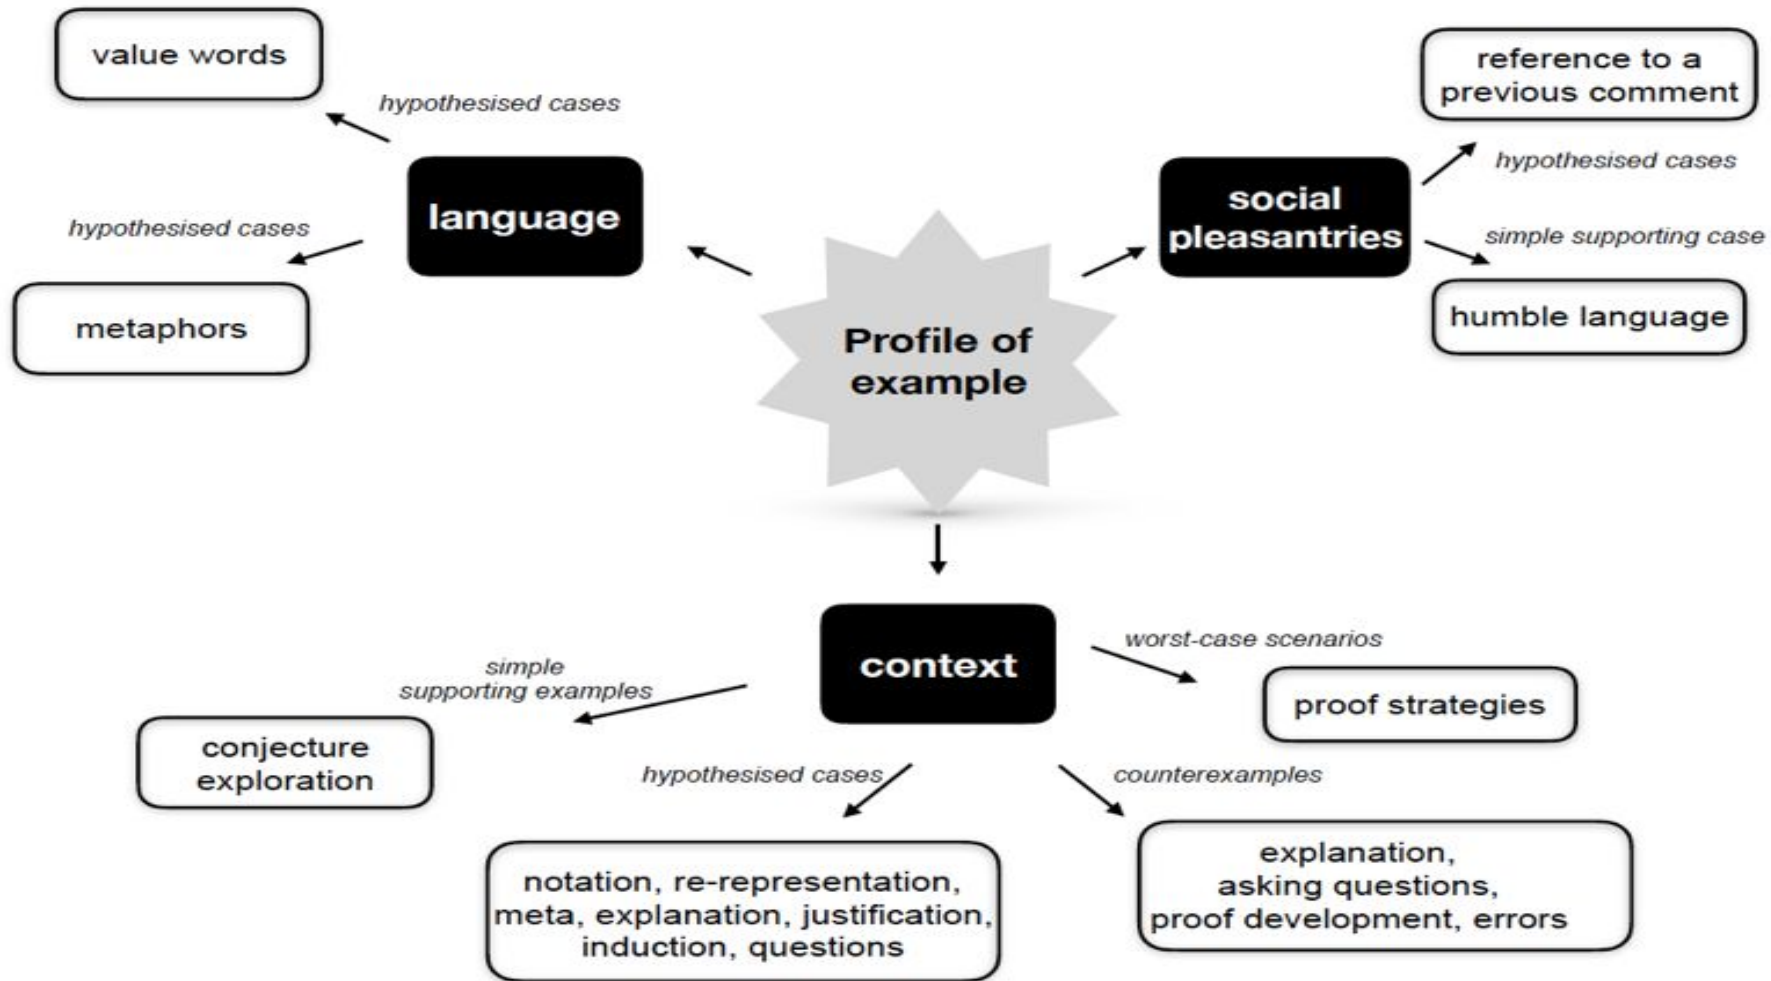 value words
hypothesised cases
language
hypothesised cases
metaphors
reference to a
previous comment
hypothesised cases
social
pleasantries
simple supporting case
humble language
Profile of
example
context
worst-case scenarios
proof strategies
simple
supporting examples
conjecture
exploration
hypothesised cases
notation, re-representation,
meta, explanation, justification,
induction, questions
counterexamples
explanation,
asking questions,
proof development, errors